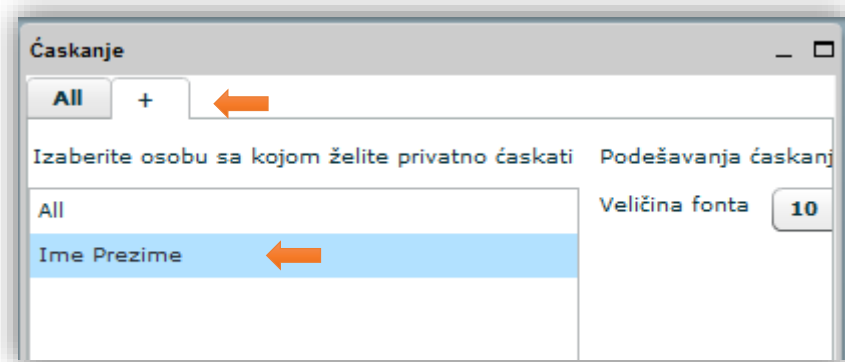 Ćaskanje
All +
Izaberite osobu sa kojom želite privatno ćaskati Podešavanja ćaskanj
All Veličina fonta 10
Ime Prezime